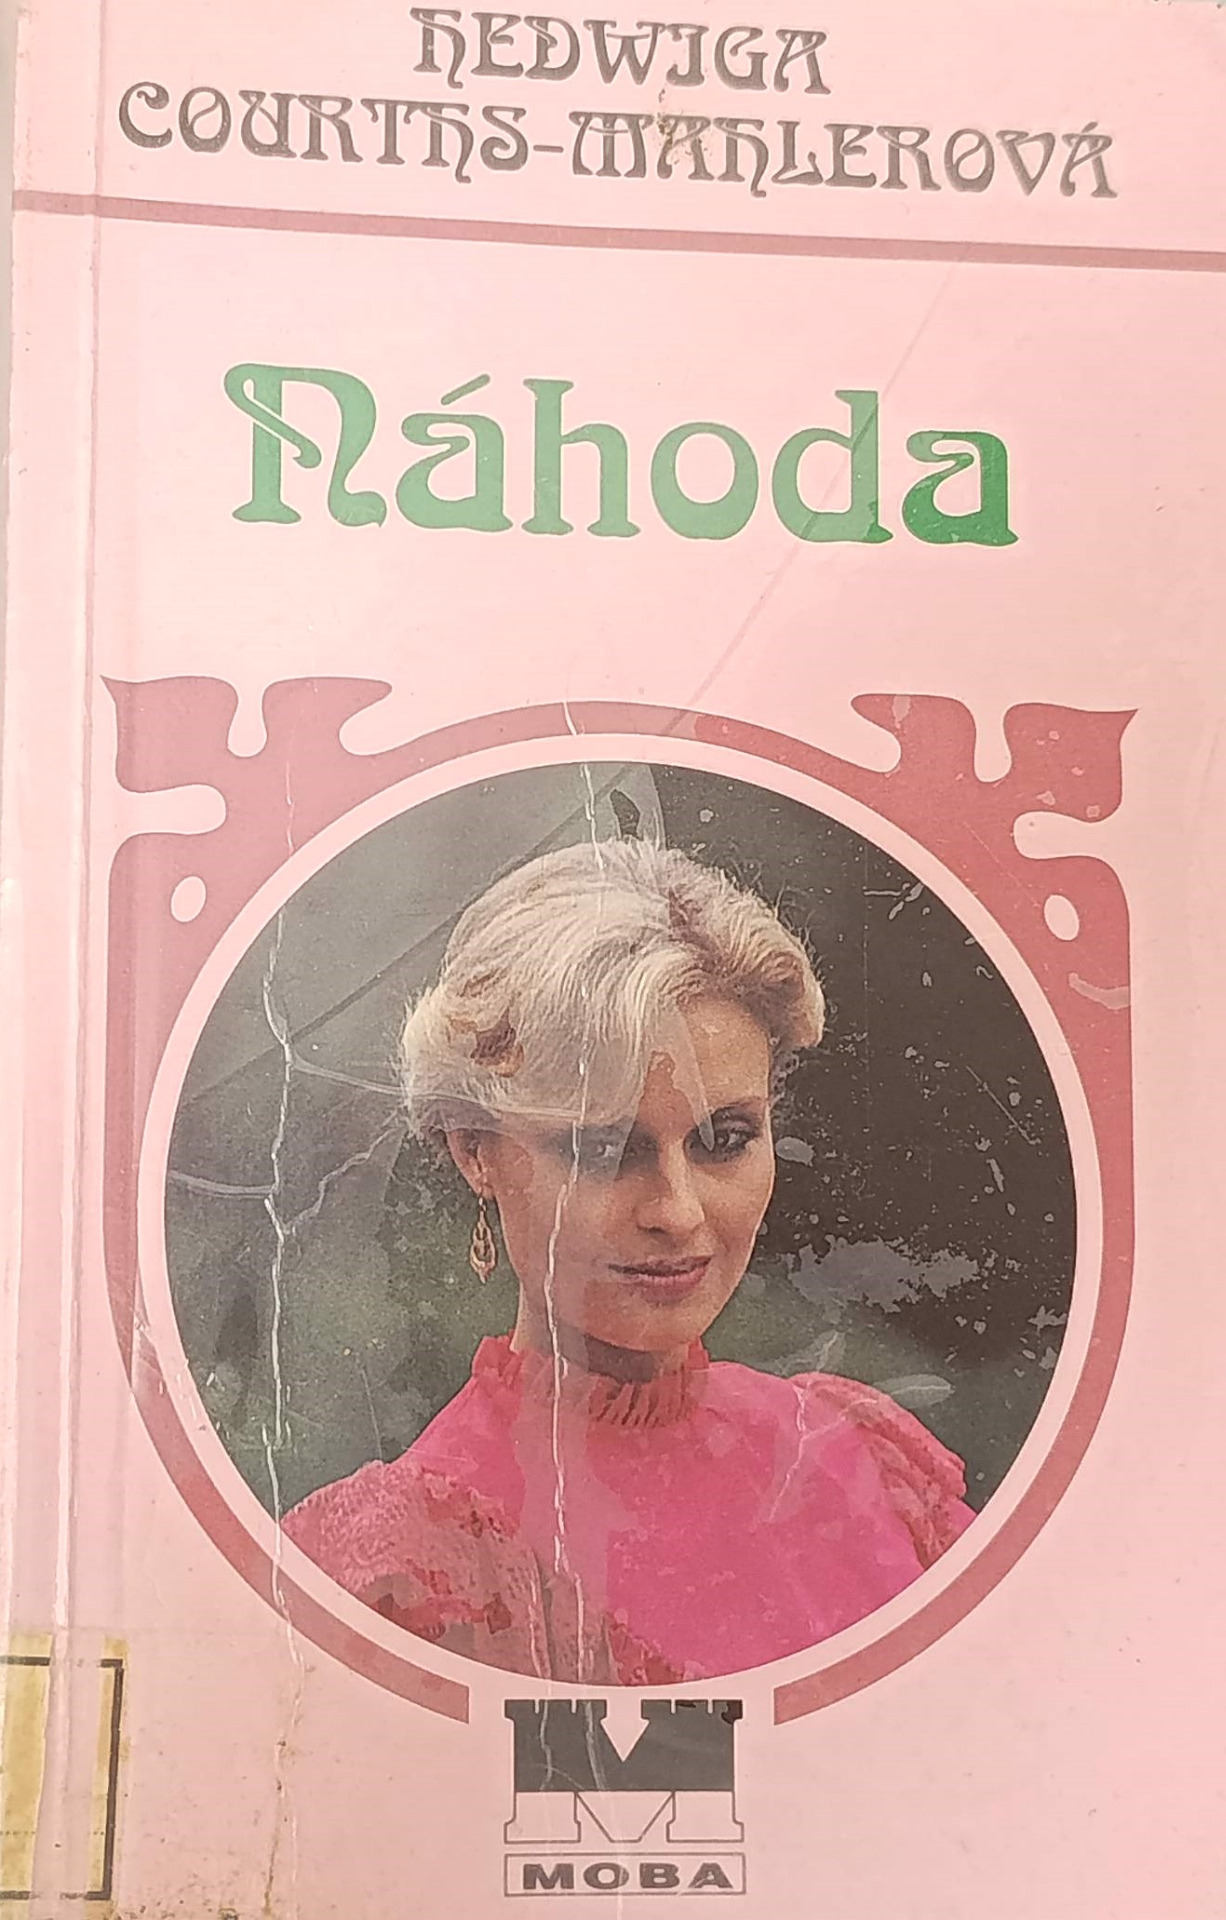 HEDWIGA
COURTHS-MAHLEROVÁ
Náhoda
M
MOBA